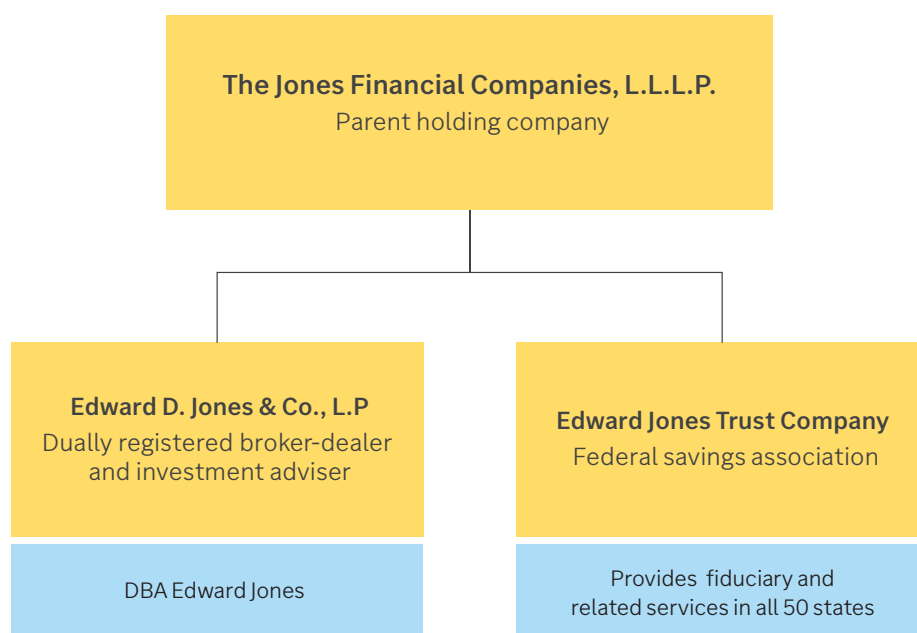 The Jones Financial Companies, L.L.L.P.
Parent holding company
Edward D. Jones & Co., L.P
Dually registered broker-dealer
and investment adviser
DBA Edward Jones
Edward Jones Trust Company
Federal savings association
Provides fiduciary and
related services in all 50 states